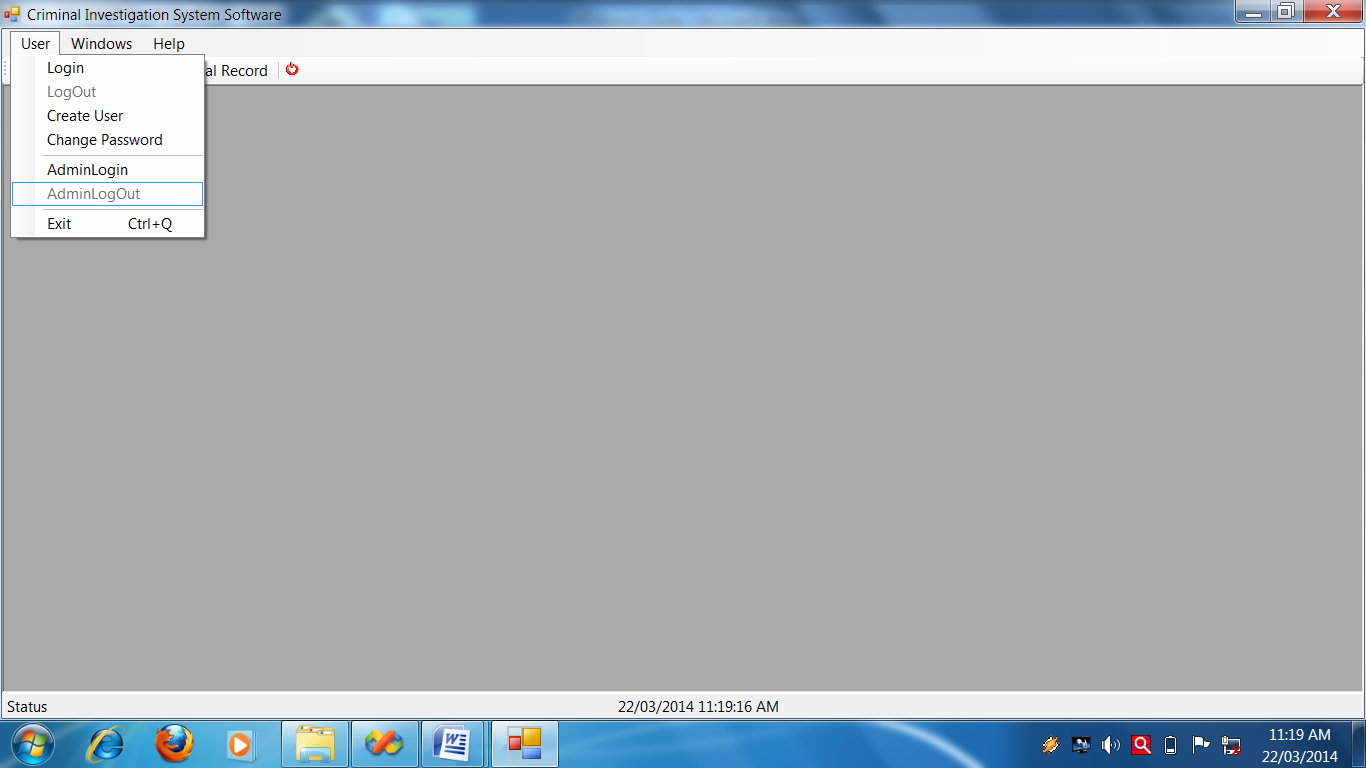 Criminal Investigation System Software
User Windows Help
al Record
Login
LogOut
Create User
Change Password
AdminLogin
AdminLogOut
Exit Ctrl+Q
Status 22/03/2014 11:19:16 AM
11:19 AM
22/03/2014